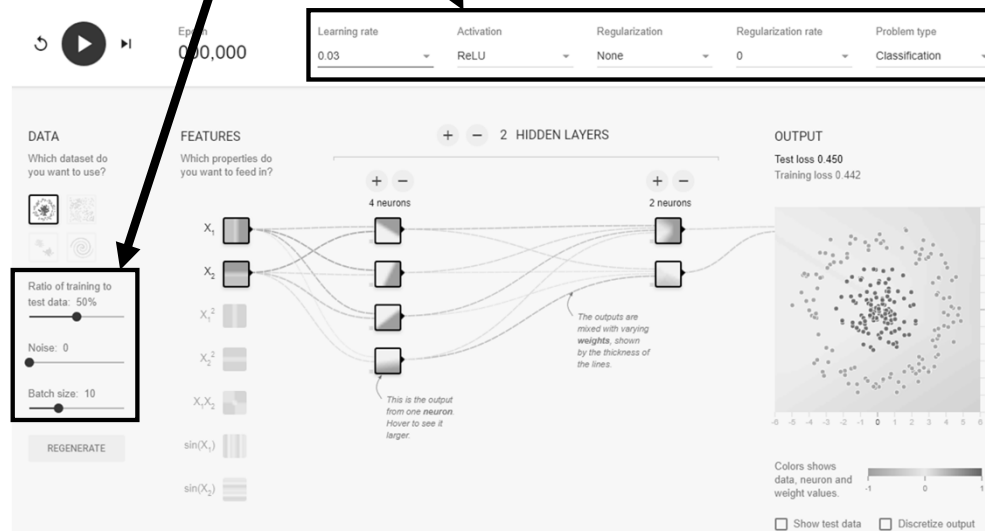 Epoch
000,000
Learning rate
0.03
Activation
ReLU
Regularization
None
Regularization rate
0
Problem type
Classification
DATA
Which dataset do
you want to use?
Ratio of training to
test data: 50%
Noise: 0
Batch size: 10
REGENERATE
FEATURES
Which properties do
you want to feed in?
X₁
X₂
X₁²
X₂²
X₁X₂
sin(X₁)
sin(X₂)
+ − 2 HIDDEN LAYERS
+ −
4 neurons
+ −
2 neurons
This is the output
from one neuron.
Hover to see it
larger.
The outputs are
mixed with varying
weights, shown
by the thickness of
the lines.
OUTPUT
Test loss 0.450
Training loss 0.442
-6 -5 -4 -3 -2 -1 0 1 2 3 4 5 6
Colors shows
data, neuron and
weight values.
-1 0 1
Show test data
Discretize output